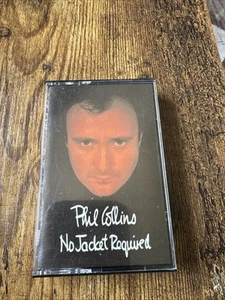 Phil Collins
No Jacket Required